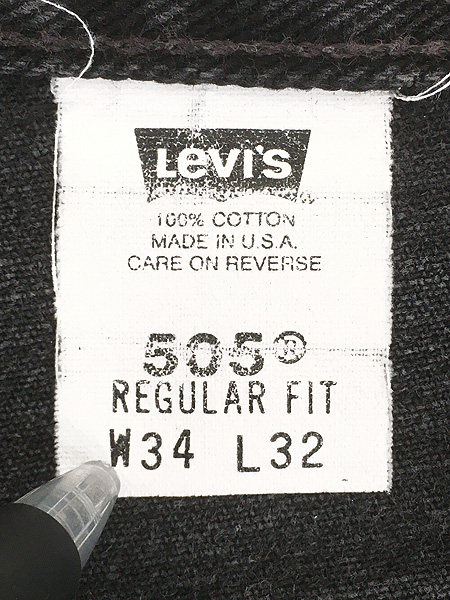 Levi's
100% COTTON
MADE IN U.S.A.
CARE ON REVERSE
505®
REGULAR FIT
W34 L32